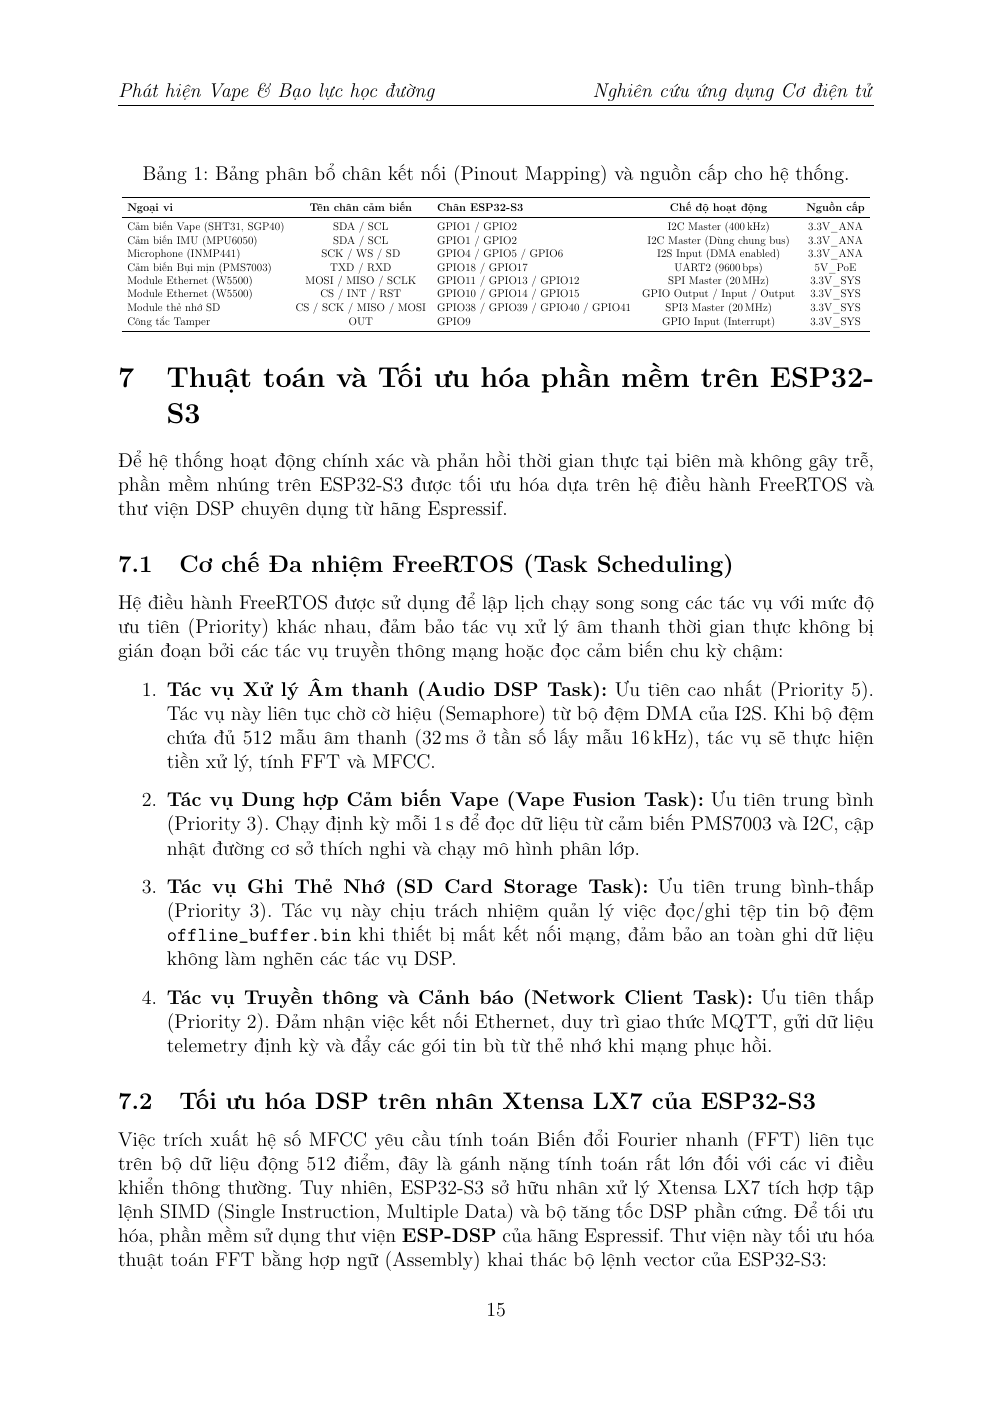 Phát hiện Vape & Bạo lực học đường Nghiên cứu ứng dụng Cơ điện tử
Bảng 1: Bảng phân bổ chân kết nối (Pinout Mapping) và nguồn cấp cho hệ thống.
Ngoại vi Tên chân cảm biến Chân ESP32-S3 Chế độ hoạt động Nguồn cấp
Cảm biến Vape (SHT31, SGP40) SDA / SCL GPIO1 / GPIO2 I2C Master (400 kHz) 3.3V_ANA
Cảm biến IMU (MPU6050) SDA / SCL GPIO1 / GPIO2 I2C Master (Dùng chung bus) 3.3V_ANA
Microphone (INMP441) SCK / WS / SD GPIO4 / GPIO5 / GPIO6 I2S Input (DMA enabled) 3.3V_ANA
Cảm biến Bụi mịn (PMS7003) TXD / RXD GPIO18 / GPIO17 UART2 (9600 bps) 5V_PoE
Module Ethernet (W5500) MOSI / MISO / SCLK GPIO11 / GPIO13 / GPIO12 SPI Master (20 MHz) 3.3V_SYS
Module Ethernet (W5500) CS / INT / RST GPIO10 / GPIO14 / GPIO15 GPIO Output / Input / Output 3.3V_SYS
Module thẻ nhớ SD CS / SCK / MISO / MOSI GPIO38 / GPIO39 / GPIO40 / GPIO41 SPI3 Master (20 MHz) 3.3V_SYS
Công tắc Tamper OUT GPIO9 GPIO Input (Interrupt) 3.3V_SYS
7 Thuật toán và Tối ưu hóa phần mềm trên ESP32-
S3
Để hệ thống hoạt động chính xác và phản hồi thời gian thực tại biên mà không gây trễ,
phần mềm nhúng trên ESP32-S3 được tối ưu hóa dựa trên hệ điều hành FreeRTOS và
thư viện DSP chuyên dụng từ hãng Espressif.
7.1 Cơ chế Đa nhiệm FreeRTOS (Task Scheduling)
Hệ điều hành FreeRTOS được sử dụng để lập lịch chạy song song các tác vụ với mức độ
ưu tiên (Priority) khác nhau, đảm bảo tác vụ xử lý âm thanh thời gian thực không bị
gián đoạn bởi các tác vụ truyền thông mạng hoặc đọc cảm biến chu kỳ chậm:
1. Tác vụ Xử lý Âm thanh (Audio DSP Task): Ưu tiên cao nhất (Priority 5).
Tác vụ này liên tục chờ cờ hiệu (Semaphore) từ bộ đệm DMA của I2S. Khi bộ đệm
chứa đủ 512 mẫu âm thanh (32 ms ở tần số lấy mẫu 16 kHz), tác vụ sẽ thực hiện
tiền xử lý, tính FFT và MFCC.
2. Tác vụ Dung hợp Cảm biến Vape (Vape Fusion Task): Ưu tiên trung bình
(Priority 3). Chạy định kỳ mỗi 1 s để đọc dữ liệu từ cảm biến PMS7003 và I2C, cập
nhật đường cơ sở thích nghi và chạy mô hình phân lớp.
3. Tác vụ Ghi Thẻ Nhớ (SD Card Storage Task): Ưu tiên trung bình-thấp
(Priority 3). Tác vụ này chịu trách nhiệm quản lý việc đọc/ghi tệp tin bộ đệm
offline_buffer.bin khi thiết bị mất kết nối mạng, đảm bảo an toàn ghi dữ liệu
không làm nghẽn các tác vụ DSP.
4. Tác vụ Truyền thông và Cảnh báo (Network Client Task): Ưu tiên thấp
(Priority 2). Đảm nhận việc kết nối Ethernet, duy trì giao thức MQTT, gửi dữ liệu
telemetry định kỳ và đẩy các gói tin bù từ thẻ nhớ khi mạng phục hồi.
7.2 Tối ưu hóa DSP trên nhân Xtensa LX7 của ESP32-S3
Việc trích xuất hệ số MFCC yêu cầu tính toán Biến đổi Fourier nhanh (FFT) liên tục
trên bộ dữ liệu động 512 điểm, đây là gánh nặng tính toán rất lớn đối với các vi điều
khiển thông thường. Tuy nhiên, ESP32-S3 sở hữu nhân xử lý Xtensa LX7 tích hợp tập
lệnh SIMD (Single Instruction, Multiple Data) và bộ tăng tốc DSP phần cứng. Để tối ưu
hóa, phần mềm sử dụng thư viện ESP-DSP của hãng Espressif. Thư viện này tối ưu hóa
thuật toán FFT bằng hợp ngữ (Assembly) khai thác bộ lệnh vector của ESP32-S3:
15